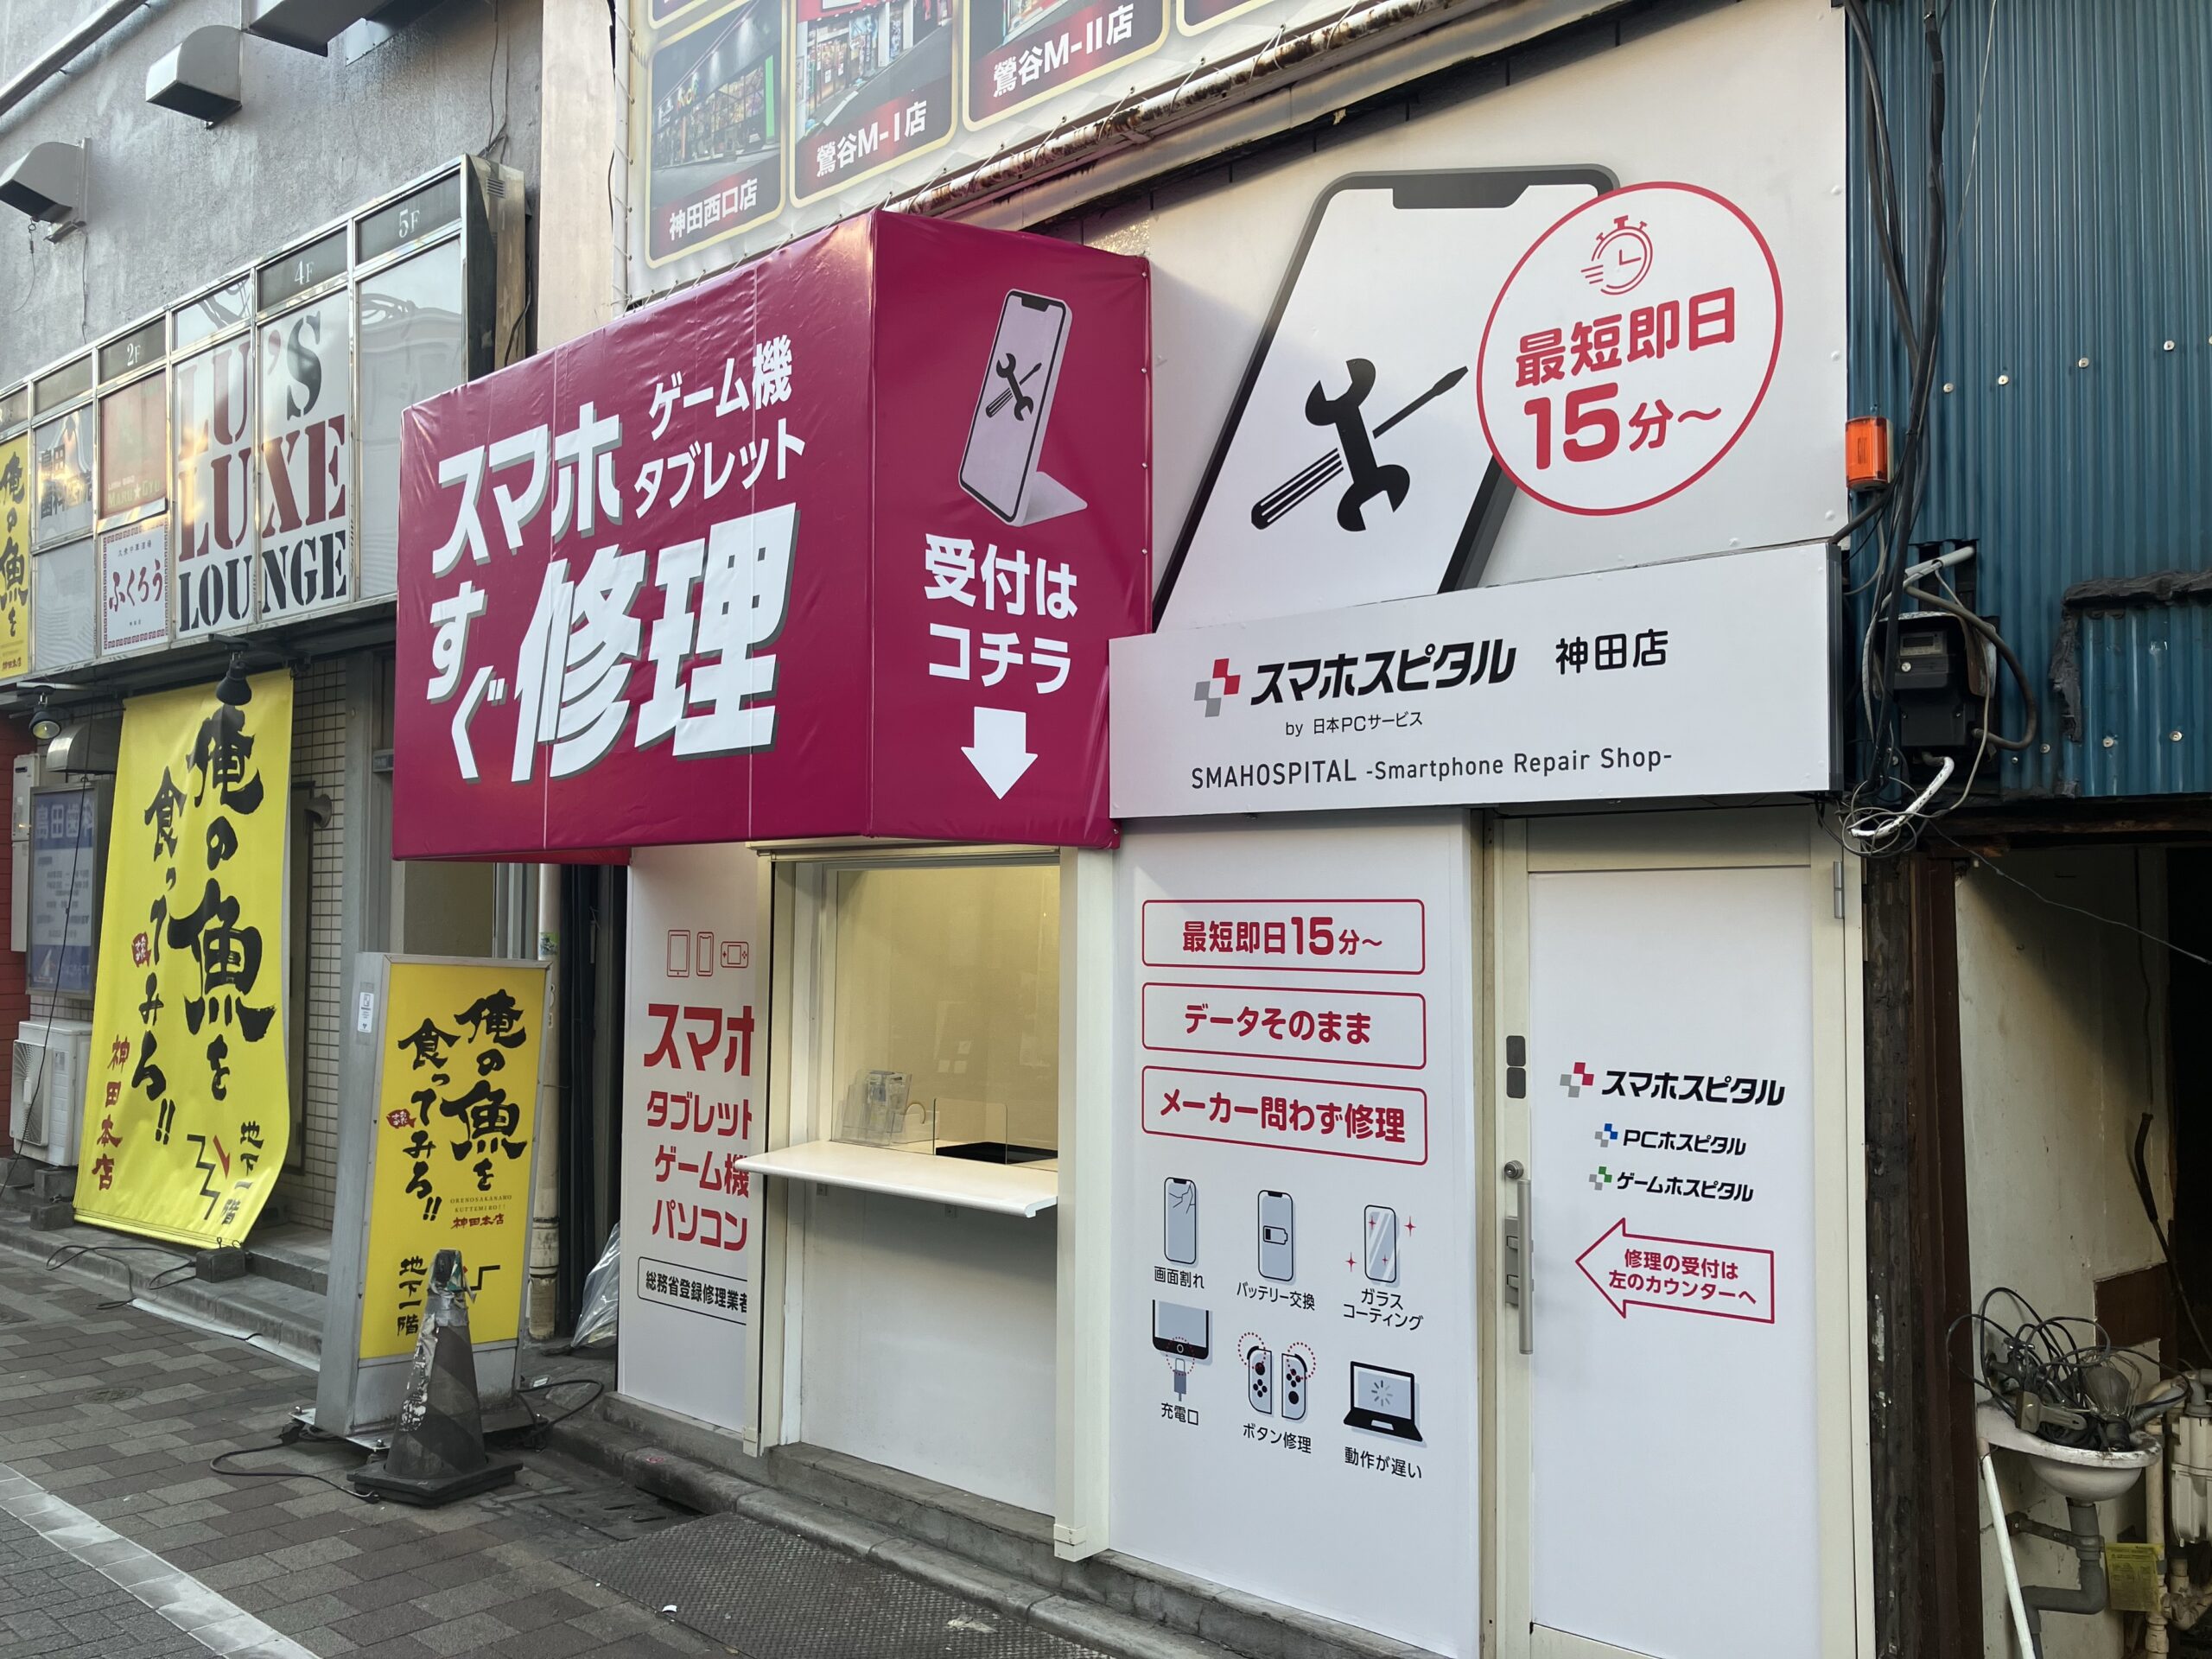 神田西口店
鶯谷M-I店
鶯谷M-II店
2F
4F
5F
LU'S
LUXE
LOUNGE
ふくろう
俺の魚を
俺の魚を
食ってみろ!!
神田本店
地下一階
俺の魚を
食ってみろ!!
ORENOSAKANAWO
KUTTEMIRO!!
神田本店
地下一階
スマホ
ゲーム機
タブレット
すぐ修理
受付は
コチラ
最短即日
15分～
スマホスピタル 神田店
by 日本PCサービス
SMAHOSPITAL -Smartphone Repair Shop-
スマホ
タブレット
ゲーム機
パソコン
総務省登録修理業者
最短即日15分～
データそのまま
メーカー問わず修理
画面割れ
バッテリー交換
ガラス
コーティング
充電口
ボタン修理
動作が遅い
スマホスピタル
PCホスピタル
ゲームホスピタル
修理の受付は
左のカウンターへ